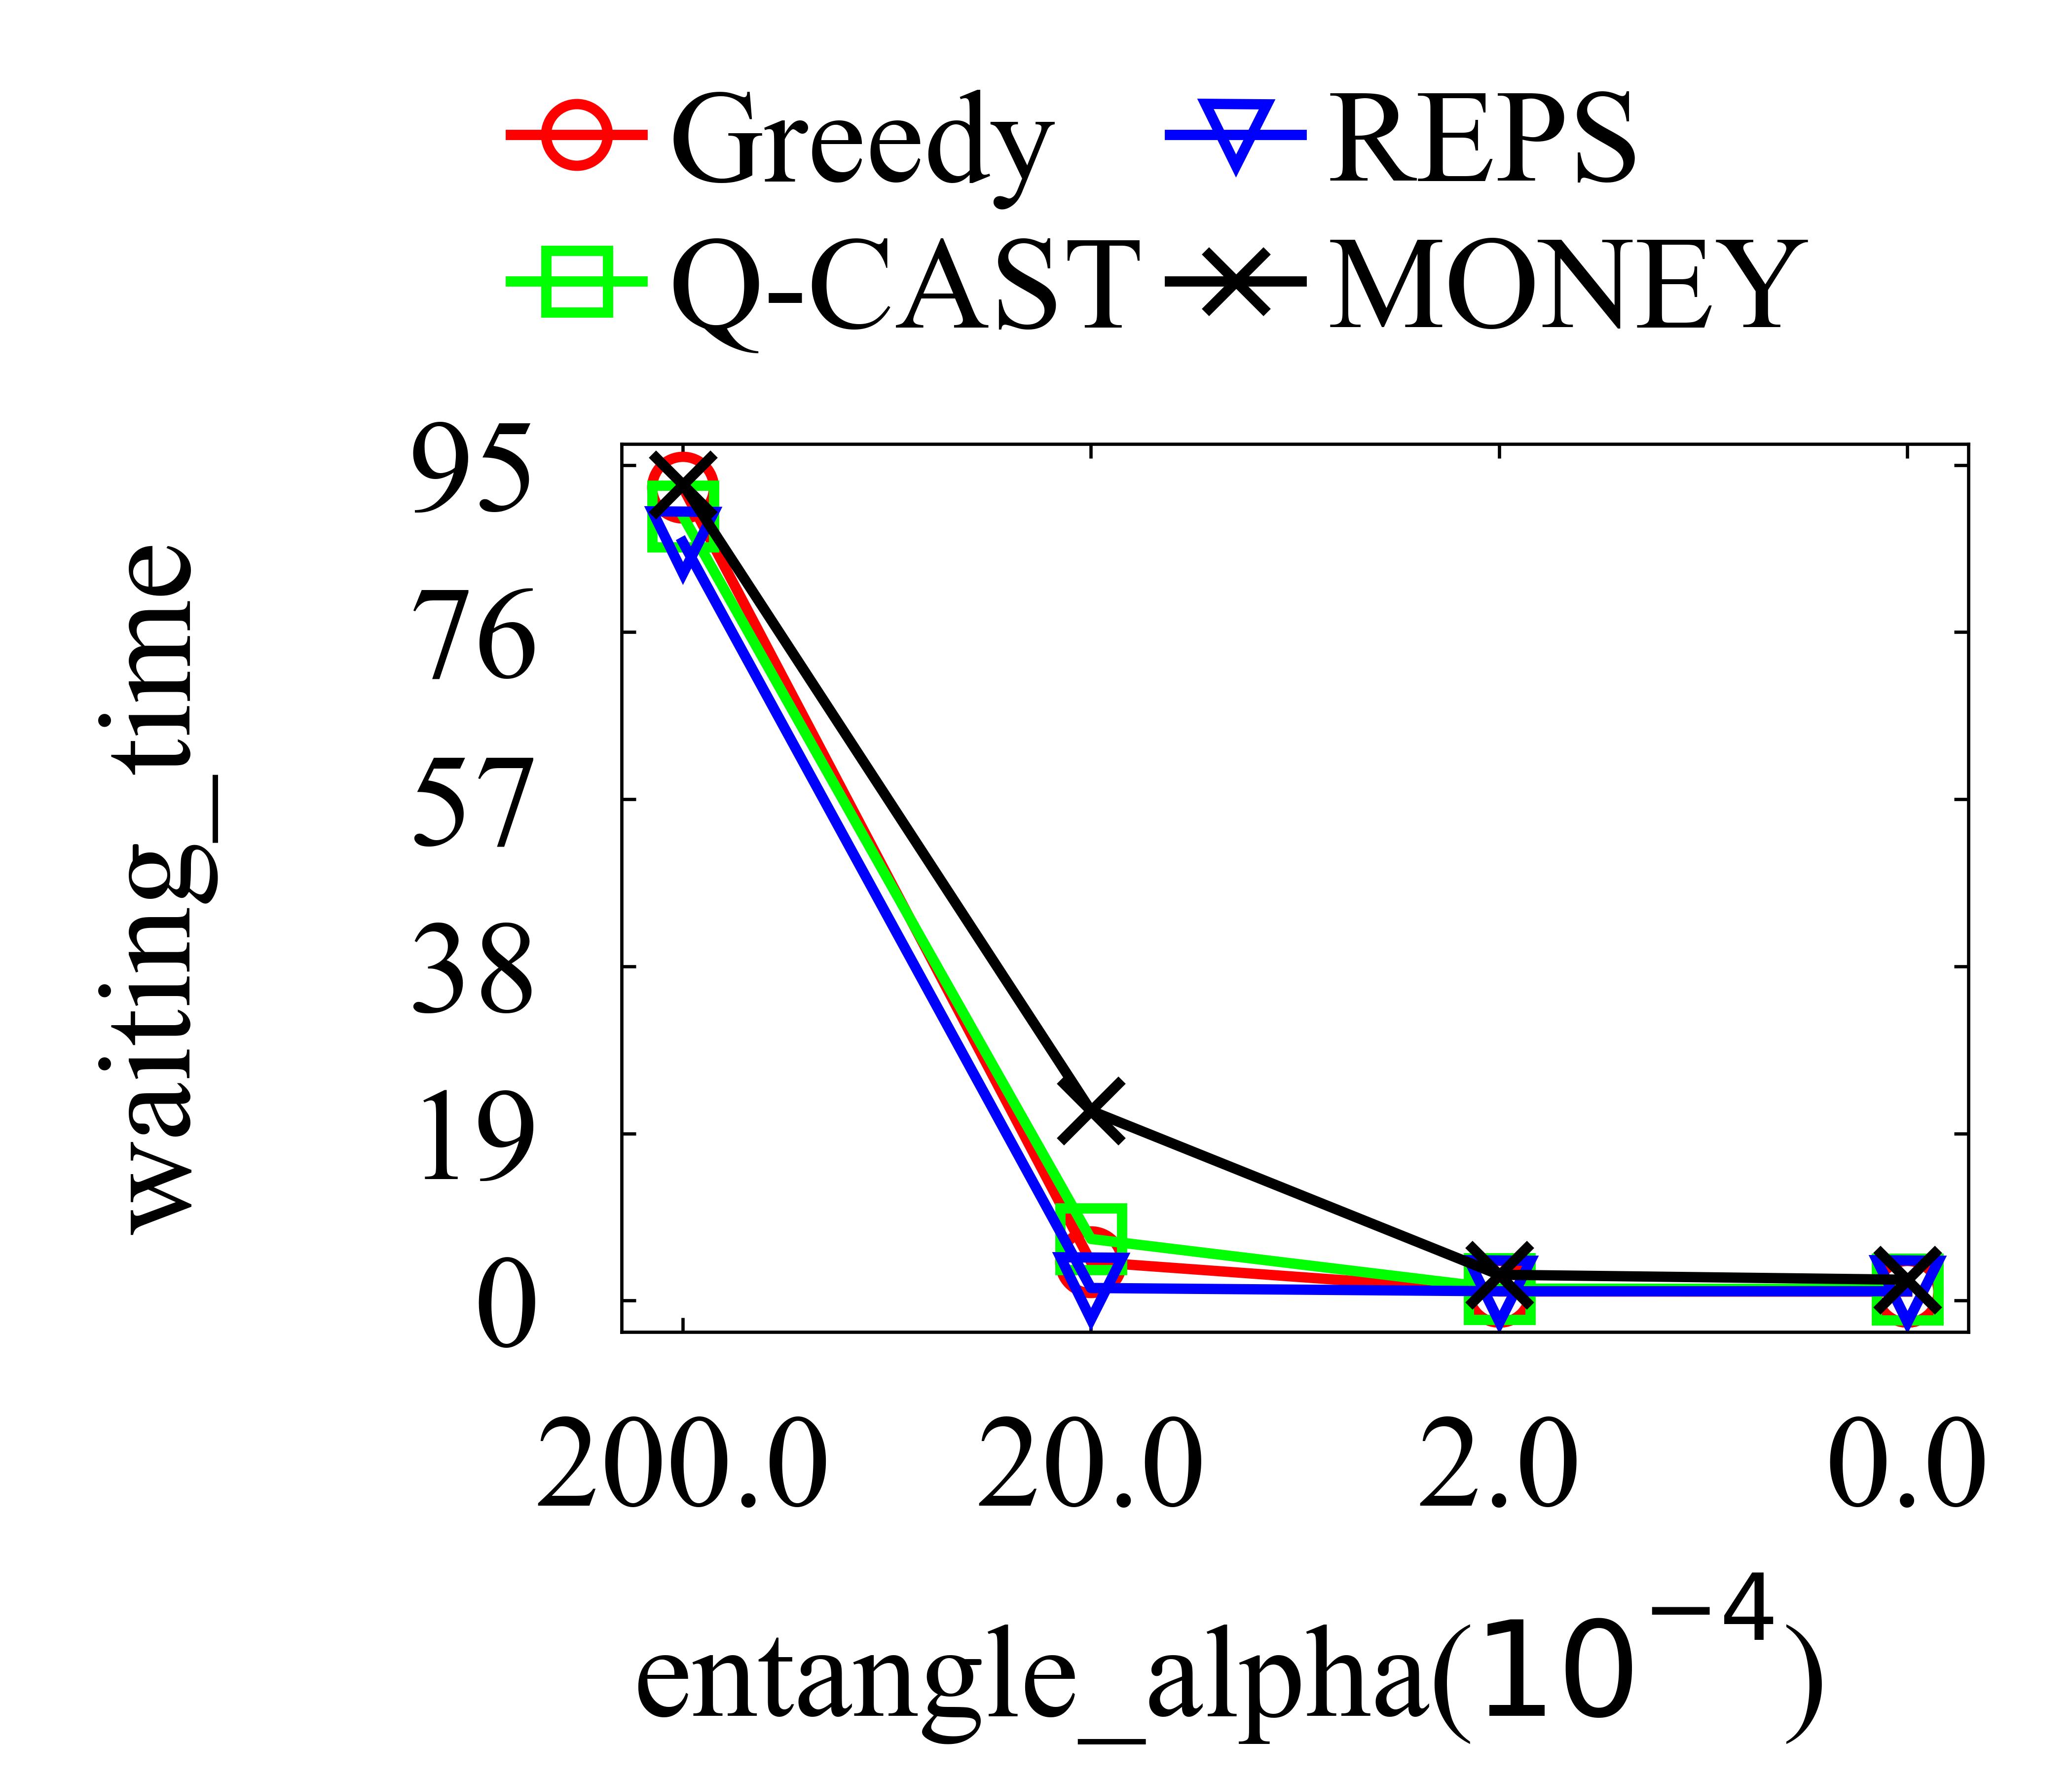 Greedy REPS
Q-CAST MONEY
95
76
57
38
19
0
waiting_time
200.0 20.0 2.0 0.0
entangle_alpha(10⁻⁴)